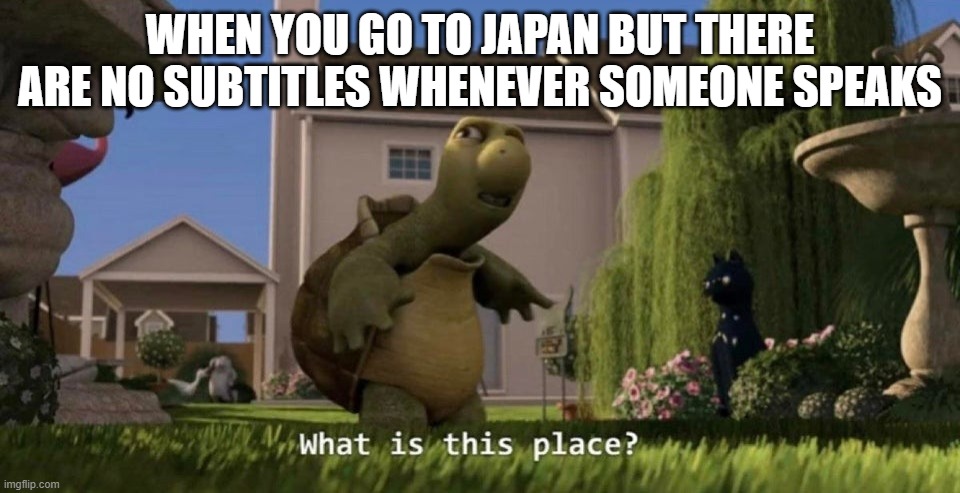 WHEN YOU GO TO JAPAN BUT THERE
ARE NO SUBTITLES WHENEVER SOMEONE SPEAKS
What is this place?
imgflip.com